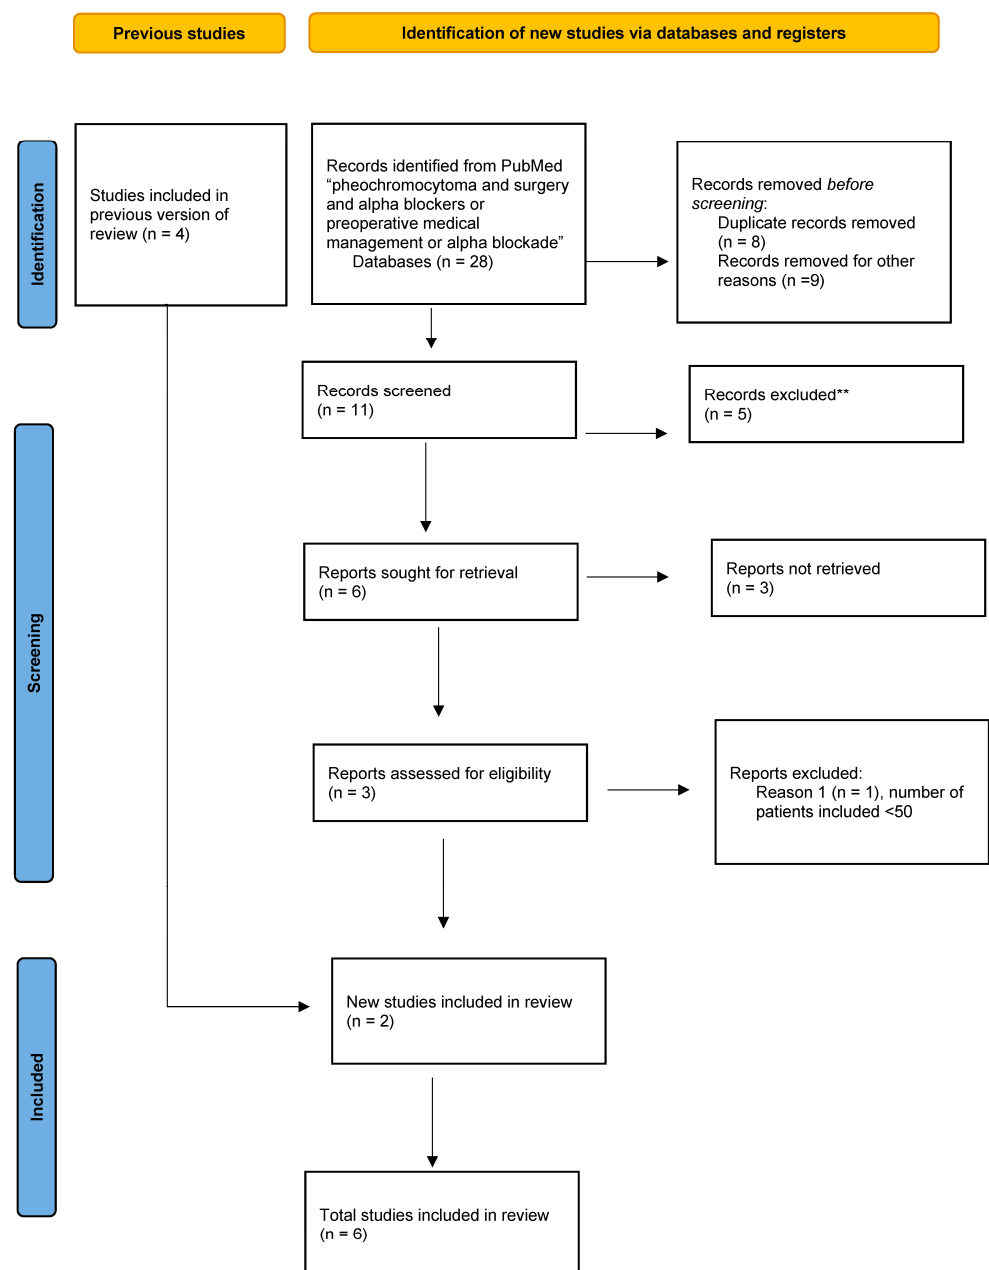 Previous studies
Identification of new studies via databases and registers
Identification
Studies included in
previous version of
review (n = 4)
Records identified from PubMed
“pheochromocytoma and surgery
and alpha blockers or
preoperative medical
management or alpha blockade”
Databases (n = 28)
Records removed before
screening:
Duplicate records removed
(n = 8)
Records removed for other
reasons (n =9)
Screening
Records screened
(n = 11)
Records excluded**
(n = 5)
Reports sought for retrieval
(n = 6)
Reports not retrieved
(n = 3)
Reports assessed for eligibility
(n = 3)
Reports excluded:
Reason 1 (n = 1), number of
patients included <50
Included
New studies included in review
(n = 2)
Total studies included in review
(n = 6)